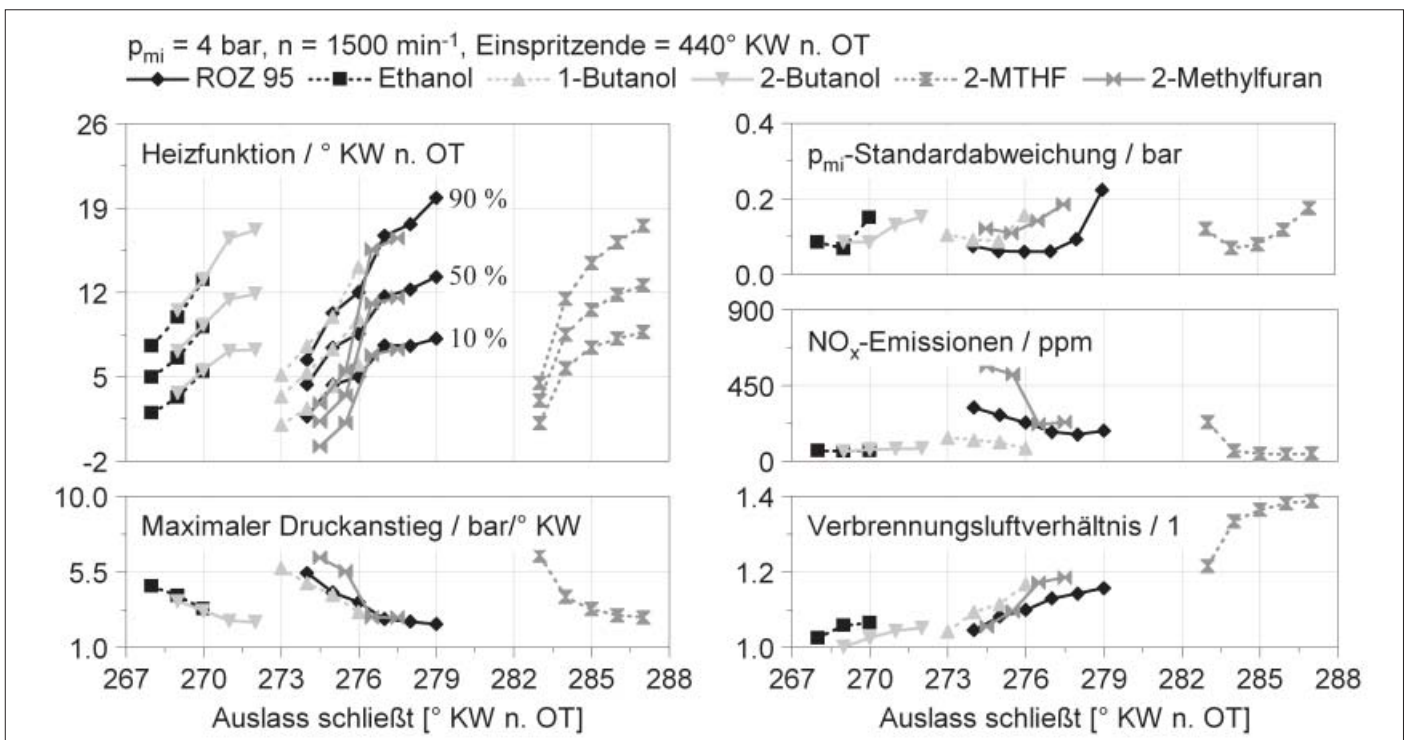 pmi = 4 bar, n = 1500 min-1, Einspritzende = 440° KW n. OT
ROZ 95 Ethanol 1-Butanol 2-Butanol 2-MTHF 2-Methylfuran
26
Heizfunktion / ° KW n. OT
19
12
5
-2
90 %
50 %
10 %
10.0
Maximaler Druckanstieg / bar/° KW
5.5
1.0
267 270 273 276 279 282 285 288
Auslass schließt [° KW n. OT]
0.4
pmi-Standardabweichung / bar
0.2
0.0
900
NOx-Emissionen / ppm
450
0
1.4
Verbrennungsluftverhältnis / 1
1.2
1.0
267 270 273 276 279 282 285 288
Auslass schließt [° KW n. OT]